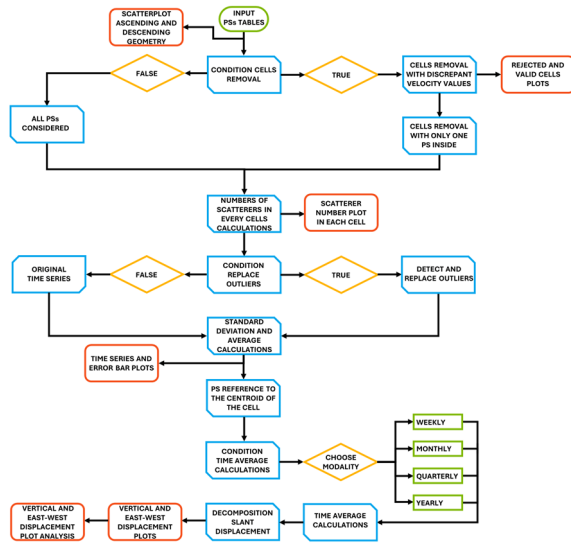 SCATTERPLOT
ASCENDING AND
DESCENDING
GEOMETRY
INPUT
PSs TABLES
FALSE
CONDITION CELLS
REMOVAL
TRUE
CELLS REMOVAL
WITH DISCREPANT
VELOCITY VALUES
REJECTED AND
VALID CELLS
PLOTS
ALL PSs
CONSIDERED
CELLS REMOVAL
WITH ONLY ONE
PS INSIDE
NUMBERS OF
SCATTERERS IN
EVERY CELLS
CALCULATIONS
SCATTERER
NUMBER PLOT
IN EACH CELL
ORIGINAL
TIME SERIES
FALSE
CONDITION
REPLACE
OUTLIERS
TRUE
DETECT AND
REPLACE OUTLIERS
STANDARD
DEVIATION AND
AVERAGE
CALCULATIONS
TIME SERIES AND
ERROR BAR PLOTS
PS REFERENCE TO
THE CENTROID OF
THE CELL
CONDITION
TIME AVERAGE
CALCULATIONS
CHOOSE
MODALITY
WEEKLY
MONTHLY
QUARTERLY
YEARLY
VERTICAL AND
EAST-WEST
DISPLACEMENT
PLOT ANALYSIS
VERTICAL AND
EAST-WEST
DISPLACEMENT
PLOTS
DECOMPOSITION
SLANT
DISPLACEMENT
TIME AVERAGE
CALCULATIONS